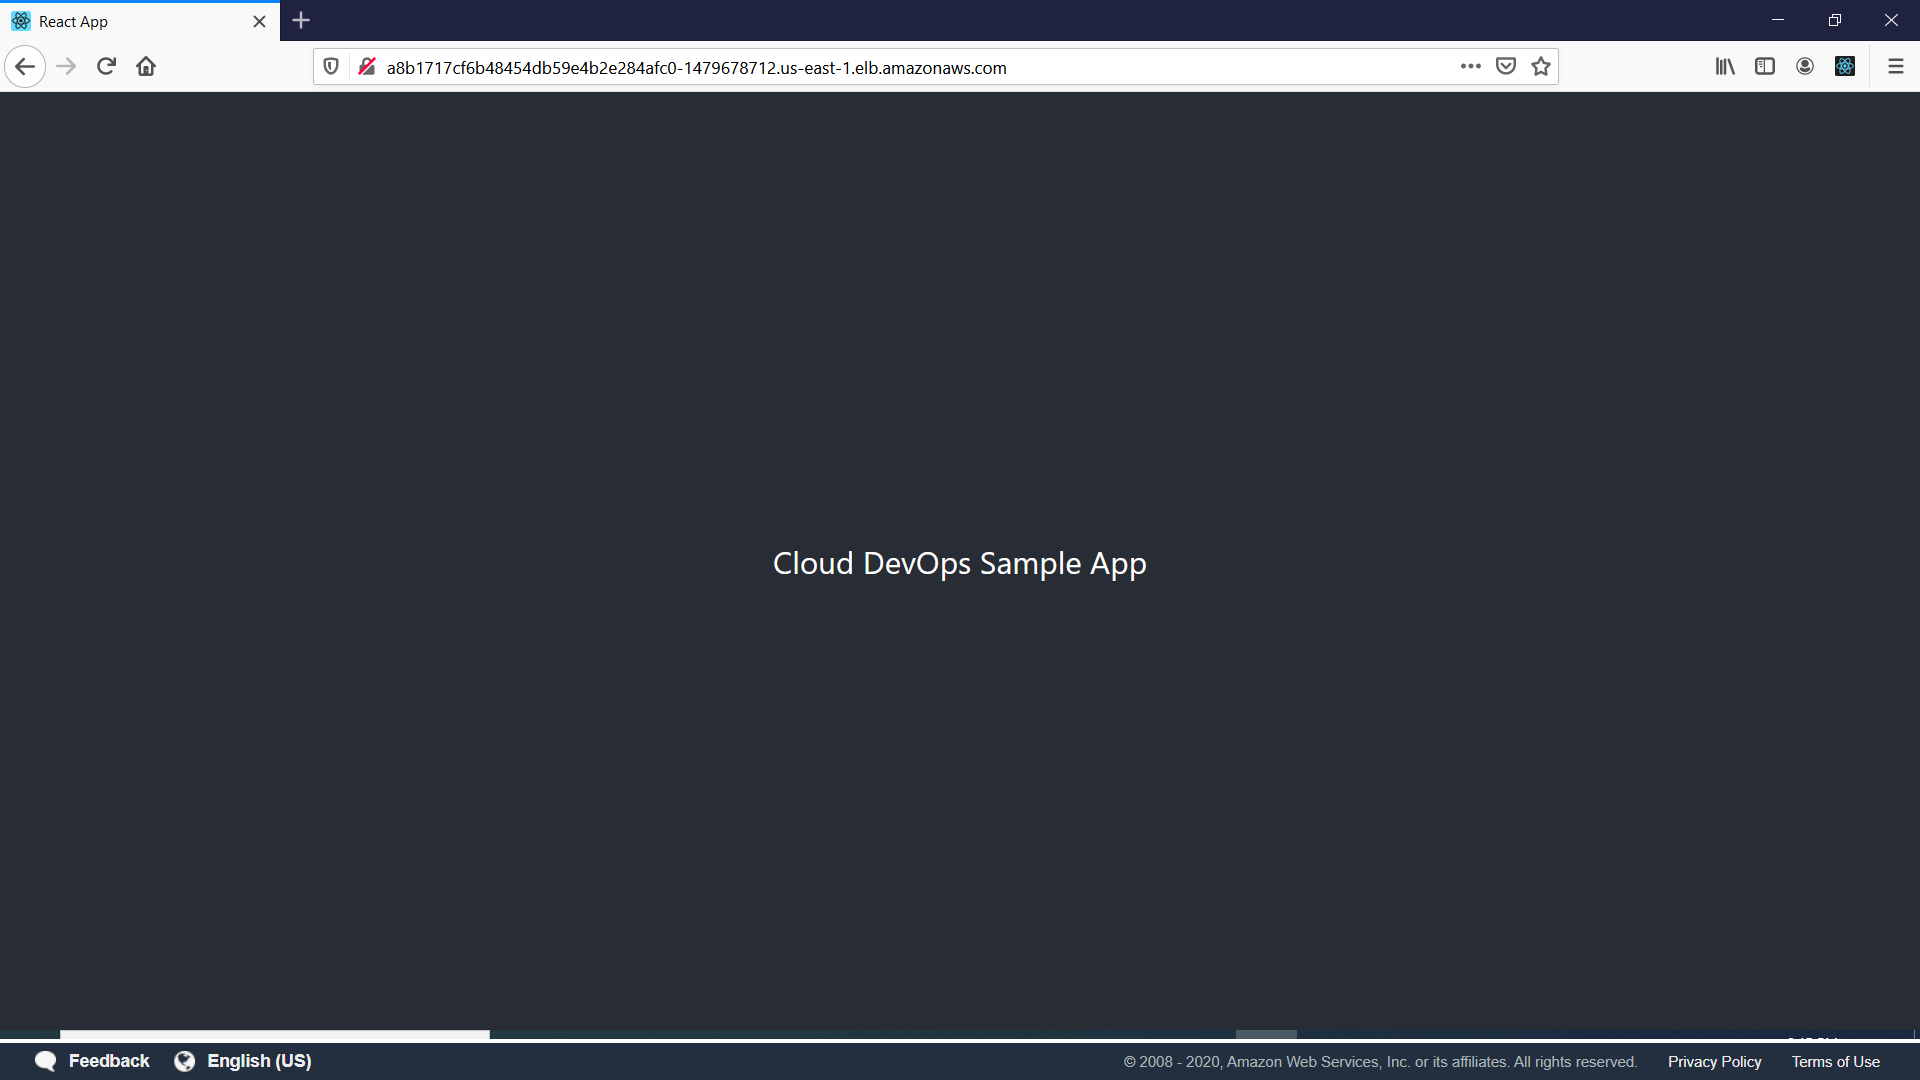 React App
a8b1717cf6b48454db59e4b2e284afc0-1479678712.us-east-1.elb.amazonaws.com
Cloud DevOps Sample App
Feedback English (US) © 2008 - 2020, Amazon Web Services, Inc. or its affiliates. All rights reserved. Privacy Policy Terms of Use